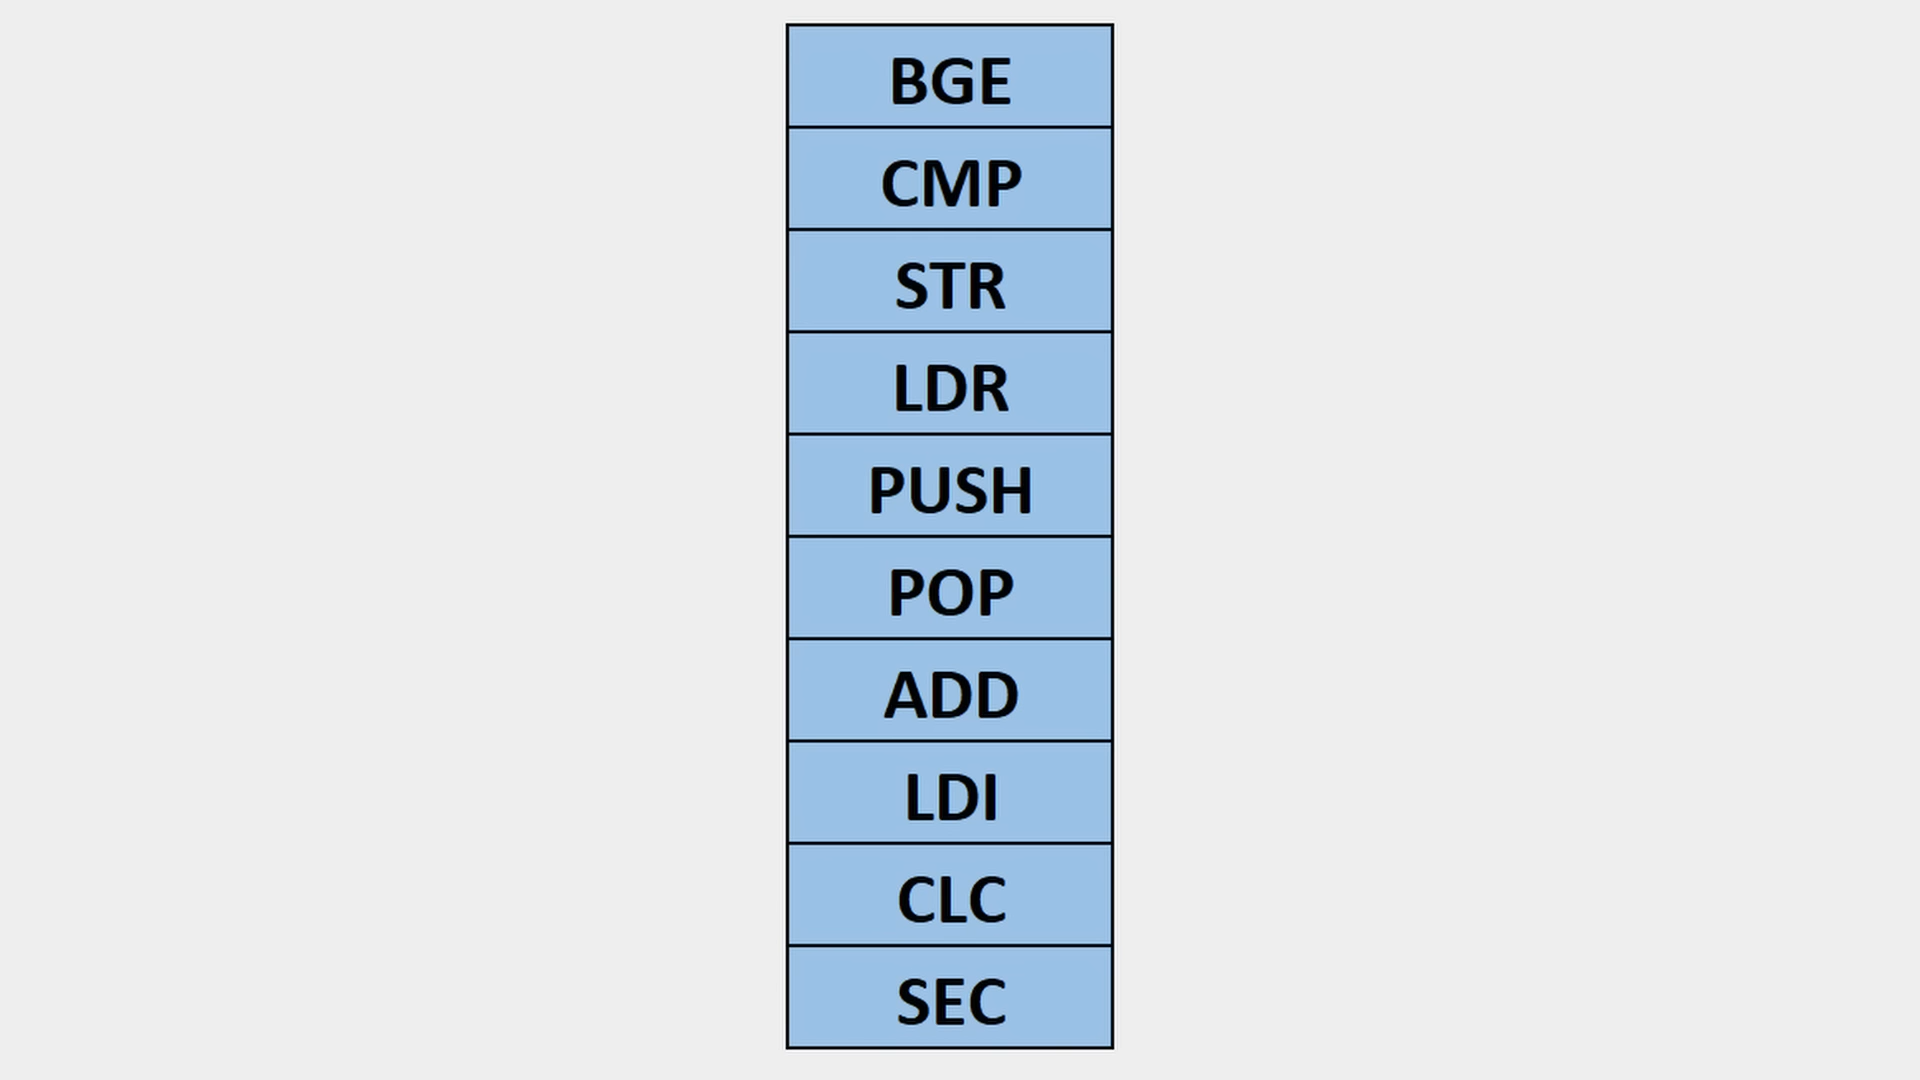 BGE
CMP
STR
LDR
PUSH
POP
ADD
LDI
CLC
SEC